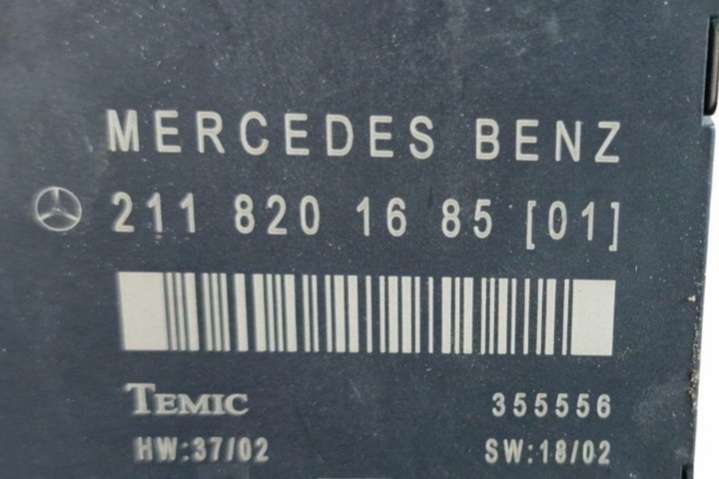 MERCEDES BENZ
211 820 16 85 [01]
TEMIC 355556
HW:37/02 SW:18/02